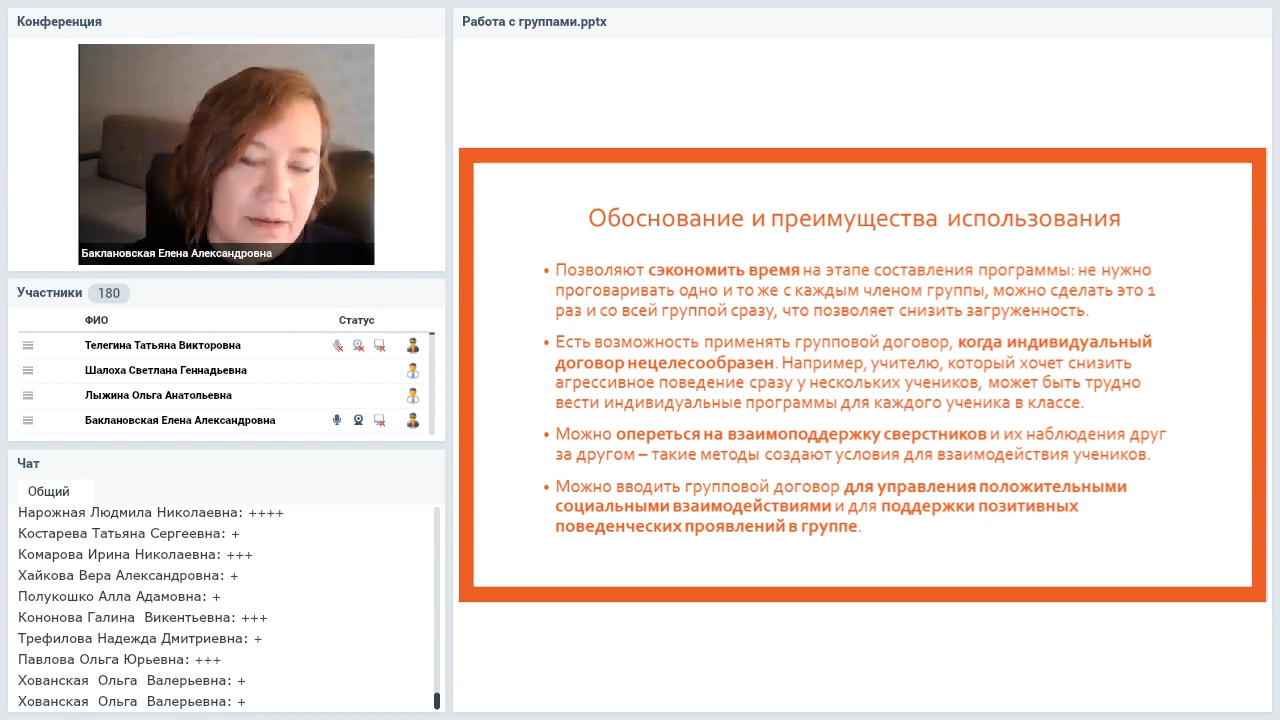 Конференция
Баклановская Елена Александровна
Участники 180
ФИО Статус
Телегина Татьяна Викторовна
Шалоха Светлана Геннадьевна
Лыжина Ольга Анатольевна
Баклановская Елена Александровна
Чат
Общий
Нарожная Людмила Николаевна: ++++
Костарева Татьяна Сергеевна: +
Комарова Ирина Николаевна: +++
Хайкова Вера Александровна: +
Полукошко Алла Адамовна: +
Кононова Галина Викентьевна: +++
Трефилова Надежда Дмитриевна: +
Павлова Ольга Юрьевна: +++
Хованская Ольга Валерьевна: +
Хованская Ольга Валерьевна: +
Работа с группами.pptx
Обоснование и преимущества использования
• Позволяют сэкономить время на этапе составления программы: не нужно
проговаривать одно и то же с каждым членом группы, можно сделать это 1
раз и со всей группой сразу, что позволяет снизить загруженность.
• Есть возможность применять групповой договор, когда индивидуальный
договор нецелесообразен. Например, учителю, который хочет снизить
агрессивное поведение сразу у нескольких учеников, может быть трудно
вести индивидуальные программы для каждого ученика в классе.
• Можно опереться на взаимоподдержку сверстников и их наблюдения друг
за другом – такие методы создают условия для взаимодействия учеников.
• Можно вводить групповой договор для управления положительными
социальными взаимодействиями и для поддержки позитивных
поведенческих проявлений в группе.